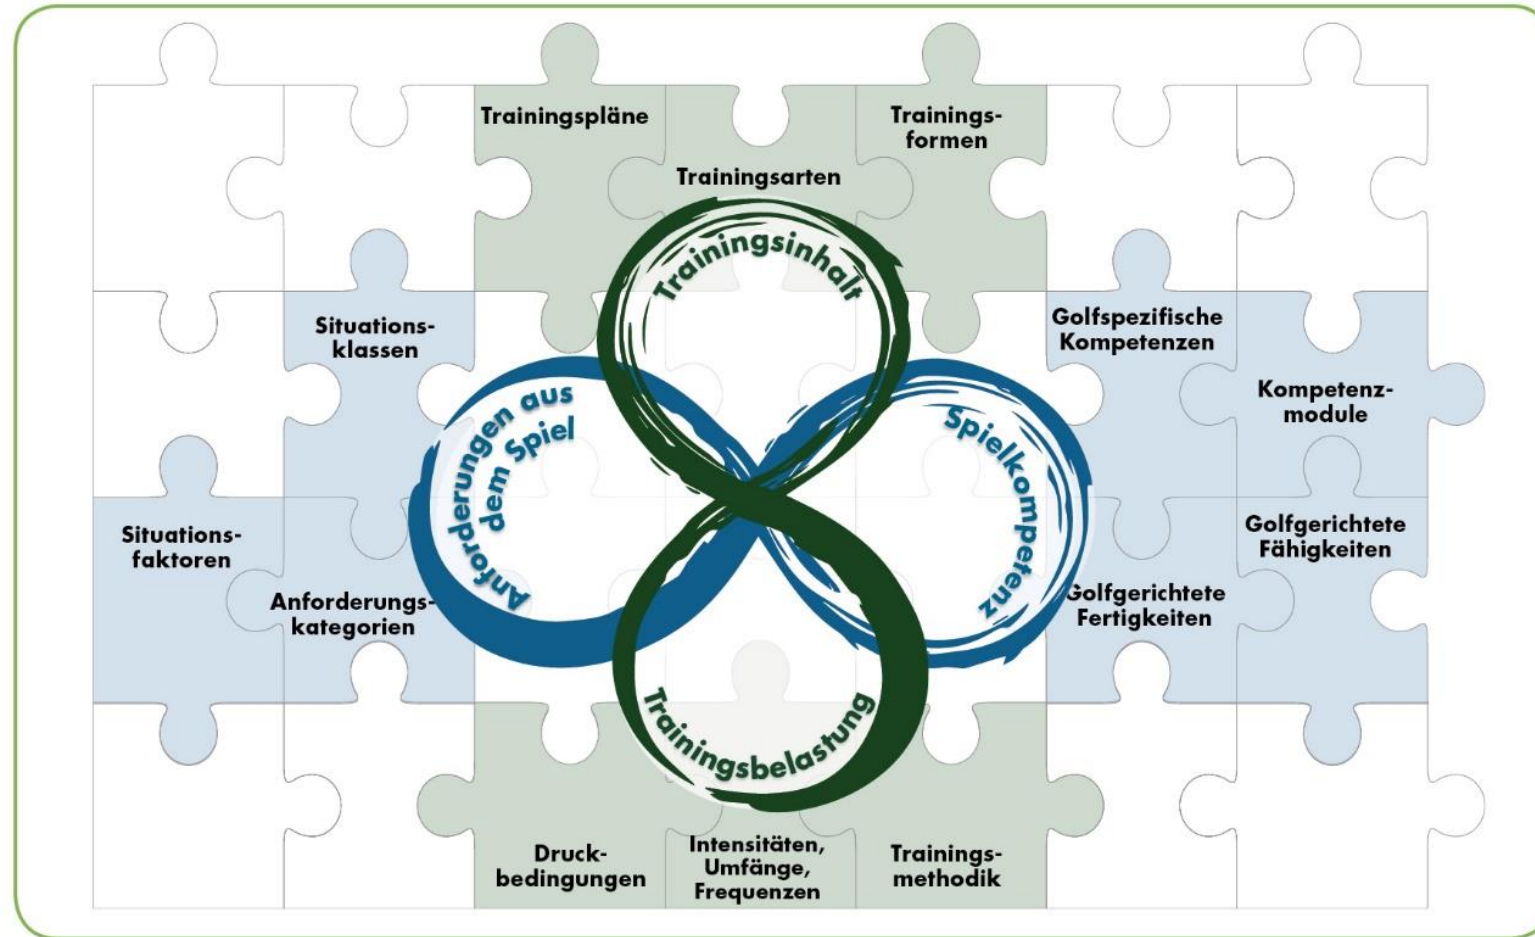 Trainingspläne
Trainings-
formen
Trainingsarten
Trainingsinhalt
Situations-
klassen
Golfspezifische
Kompetenzen
Kompetenz-
module
Anforderungen aus
dem Spiel
Spielkompetenz
Situations-
faktoren
Golfgerichtete
Fähigkeiten
Anforderungs-
kategorien
Golfgerichtete
Fertigkeiten
Trainingsbelastung
Druck-
bedingungen
Intensitäten,
Umfänge,
Frequenzen
Trainings-
methodik